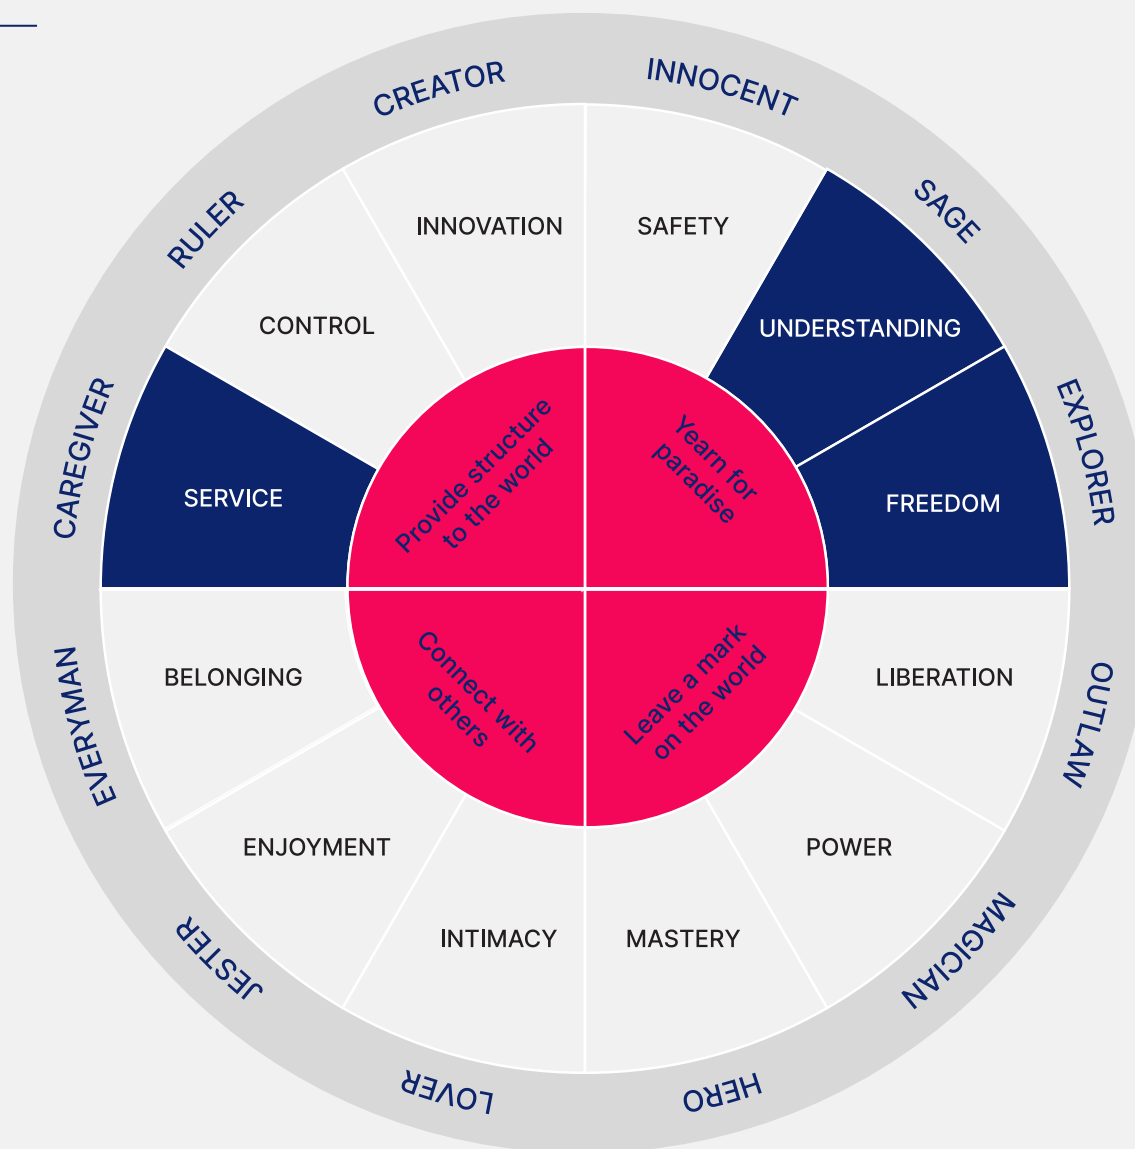 CREATOR
INNOCENT
RULER
SAGE
CAREGIVER
EXPLORER
EVERYMAN
OUTLAW
JESTER
MAGICIAN
LOVER
HERO
INNOVATION
SAFETY
CONTROL
UNDERSTANDING
SERVICE
FREEDOM
BELONGING
LIBERATION
ENJOYMENT
POWER
INTIMACY
MASTERY
Provide structure
to the world
Yearn for
paradise
Connect with
others
Leave a mark
on the world